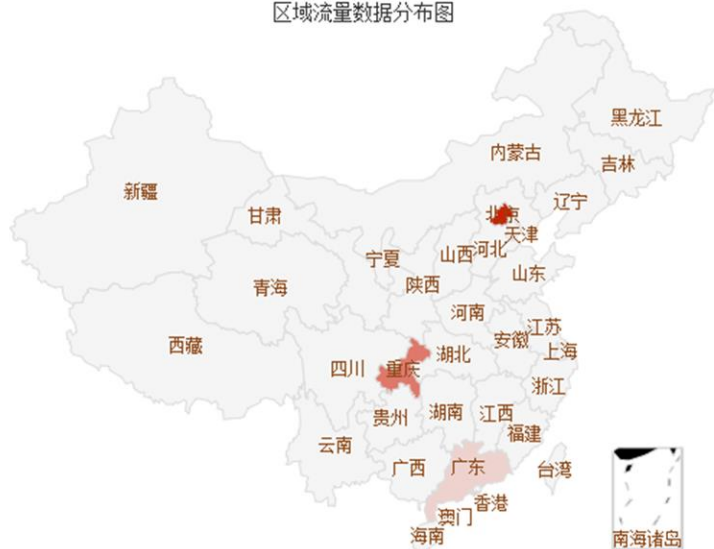 区域流量数据分布图
黑龙江
内蒙古
吉林
新疆
辽宁
甘肃
北京
天津
山西
河北
宁夏
山东
陕西
青海
河南
江苏
安徽
西藏
湖北
上海
四川
重庆
浙江
湖南
江西
贵州
福建
云南
广西
广东
台湾
香港
澳门
海南
南海诸岛